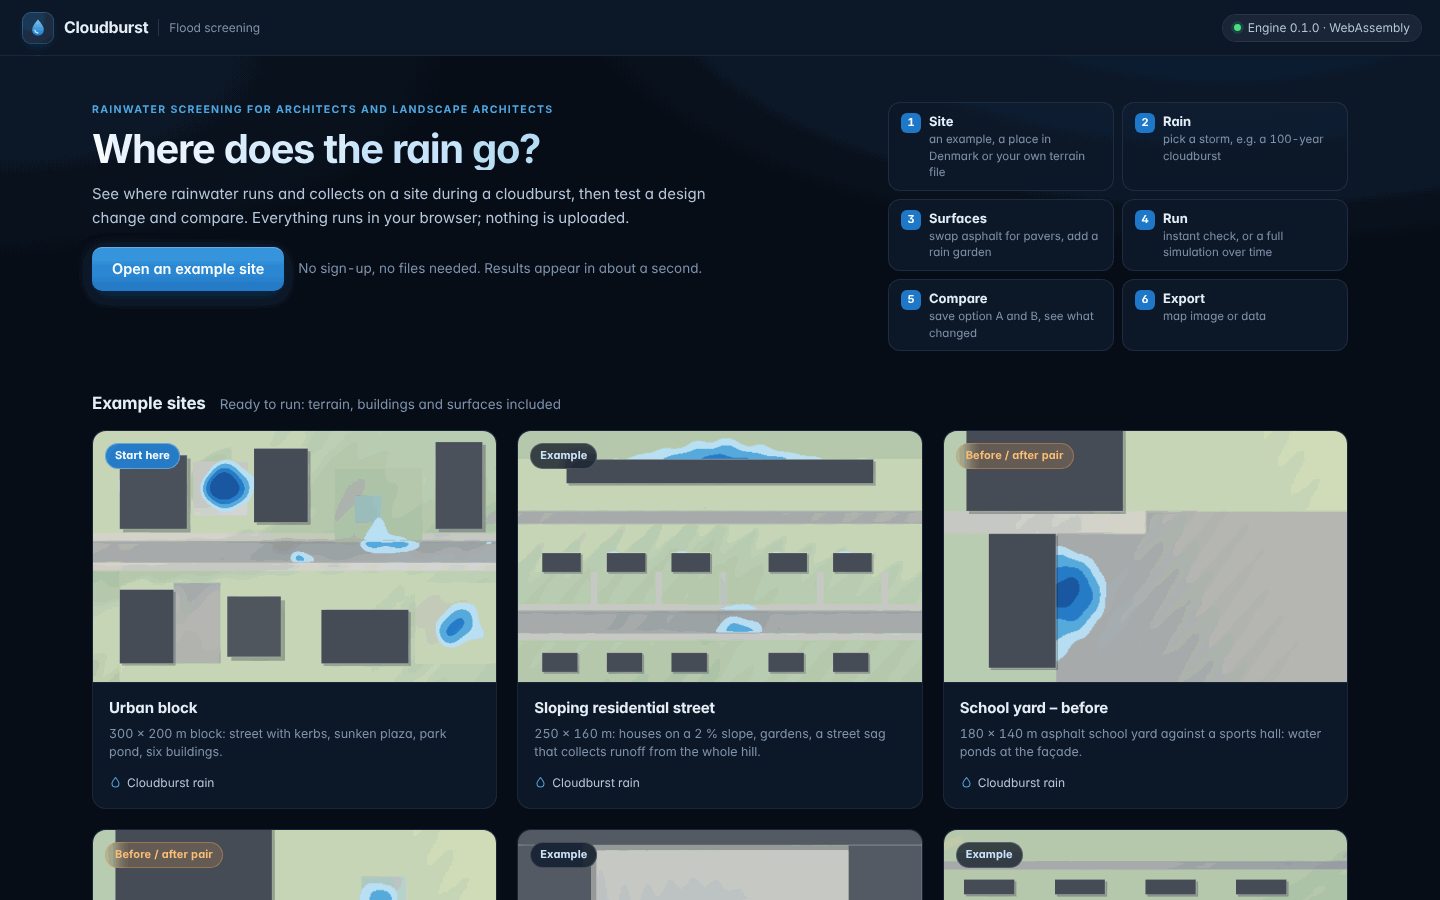 Cloudburst
Flood screening
Engine 0.1.0 · WebAssembly
RAINWATER SCREENING FOR ARCHITECTS AND LANDSCAPE ARCHITECTS
Where does the rain go?
See where rainwater runs and collects on a site during a cloudburst, then test a design
change and compare. Everything runs in your browser; nothing is uploaded.
Open an example site
No sign-up, no files needed. Results appear in about a second.
1 Site
an example, a place in
Denmark or your own terrain
file
2 Rain
pick a storm, e.g. a 100-year
cloudburst
3 Surfaces
swap asphalt for pavers, add a
rain garden
4 Run
instant check, or a full
simulation over time
5 Compare
save option A and B, see what
changed
6 Export
map image or data
Example sites
Ready to run: terrain, buildings and surfaces included
Start here
Urban block
300 × 200 m block: street with kerbs, sunken plaza, park
pond, six buildings.
Cloudburst rain
Example
Sloping residential street
250 × 160 m: houses on a 2 % slope, gardens, a street sag
that collects runoff from the whole hill.
Cloudburst rain
Before / after pair
School yard – before
180 × 140 m asphalt school yard against a sports hall: water
ponds at the façade.
Cloudburst rain
Before / after pair
Example
Example